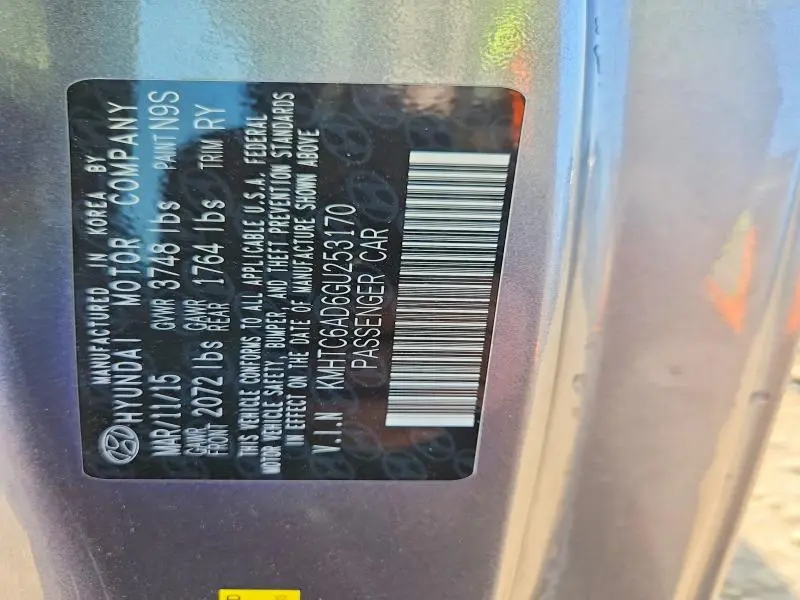 MANUFACTURED IN KOREA BY
HYUNDAI MOTOR COMPANY
MAR/11/15 GVWR 3748 lbs PAINT N9S
GAWR FRONT 2072 lbs GAWR REAR 1764 lbs TRIM RY
THIS VEHICLE CONFORMS TO ALL APPLICABLE U.S.A. FEDERAL
MOTOR VEHICLE SAFETY, BUMPER, AND THEFT PREVENTION STANDARDS
IN EFFECT ON THE DATE OF MANUFACTURE SHOWN ABOVE
V.I.N KMHTC6AD6GU253170
PASSENGER CAR